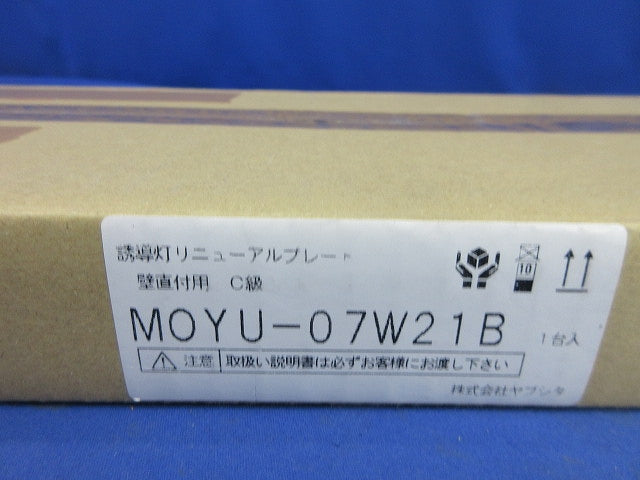 誘導灯リニューアルプレート
壁直付用 C級
10
MOYU-07W21B 1台入
注意 取扱い説明書は必ずお客様にお渡し下さい
株式会社ヤブシタ